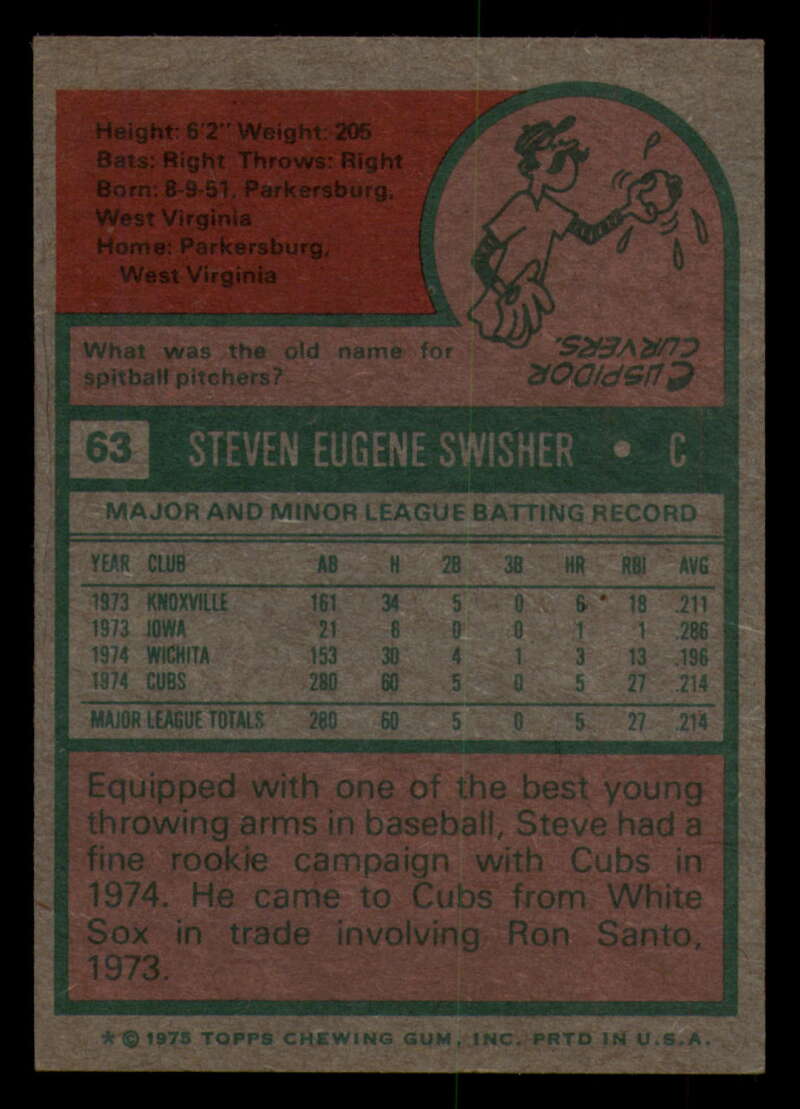 Height: 6'2" Weight: 205
Bats: Right Throws: Right
Born: 8-9-51, Parkersburg,
West Virginia
Home: Parkersburg,
West Virginia
What was the old name for
spitball pitchers?
CUSPIDOR
CURVERS.
63 STEVEN EUGENE SWISHER • C
MAJOR AND MINOR LEAGUE BATTING RECORD
YEAR CLUB AB H 2B 3B HR RBI AVG
1973 KNOXVILLE 161 34 5 0 6 18 .211
1973 IOWA 21 6 0 0 1 1 .286
1974 WICHITA 153 30 4 1 3 13 .196
1974 CUBS 280 60 5 0 5 27 .214
MAJOR LEAGUE TOTALS 280 60 5 0 5 27 .214
Equipped with one of the best young
throwing arms in baseball, Steve had a
fine rookie campaign with Cubs in
1974. He came to Cubs from White
Sox in trade involving Ron Santo,
1973.
* © 1975 TOPPS CHEWING GUM, INC. PRTD IN U.S.A.